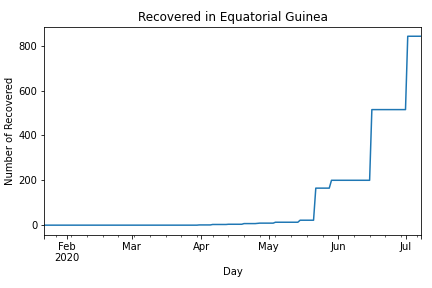 Recovered in Equatorial Guinea
Number of Recovered
800
600
400
200
0
Feb
2020
Mar
Apr
May
Jun
Jul
Day